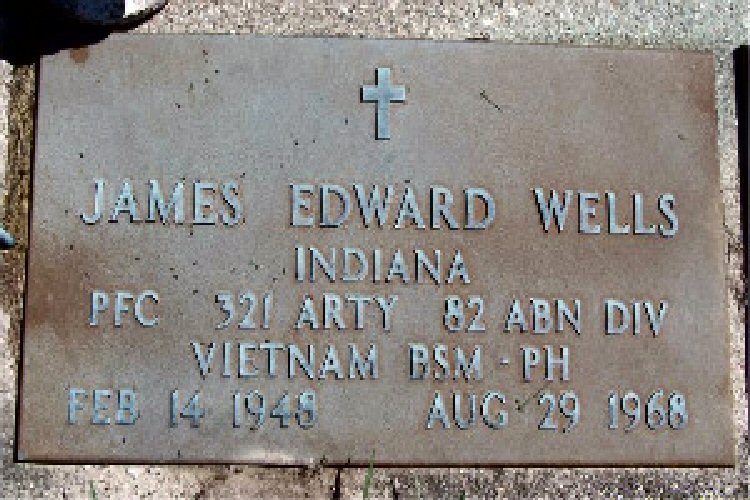 JAMES EDWARD WELLS
INDIANA
PFC 321 ARTY 82 ABN DIV
VIETNAM BSM - PH
FEB 14 1948 AUG 29 1968